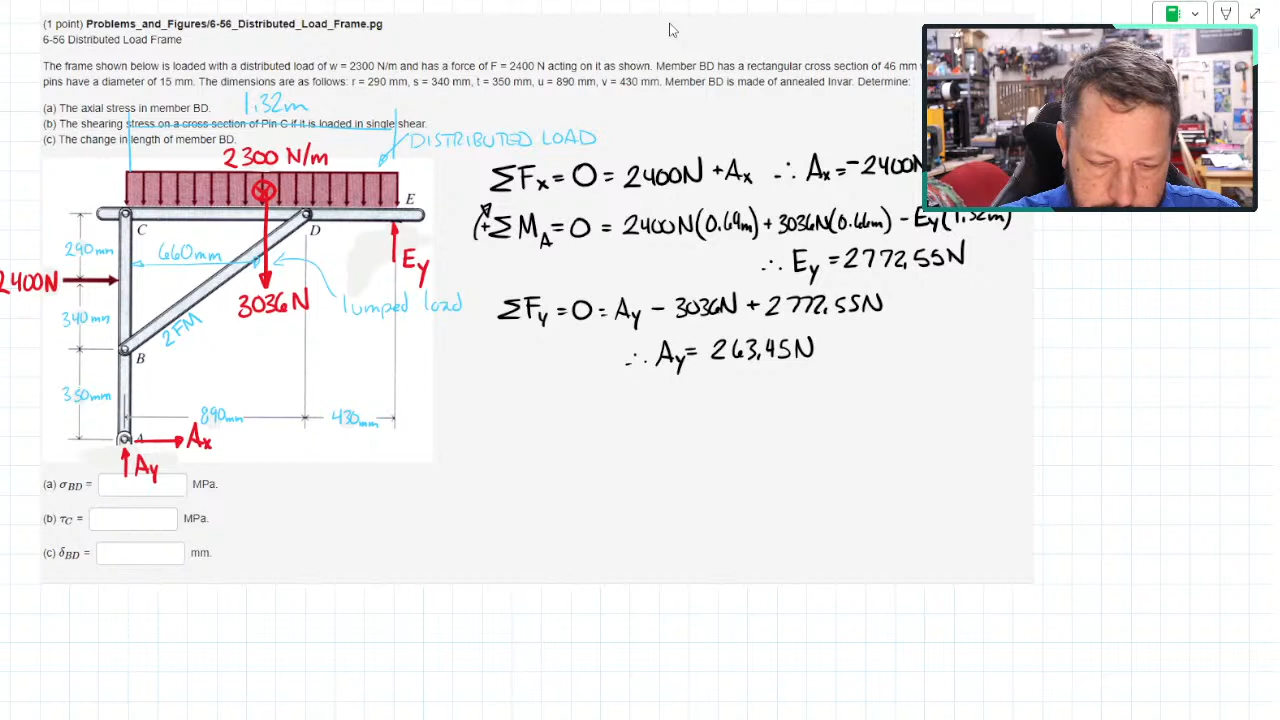 (1 point) Problems_and_Figures/6-56_Distributed_Load_Frame.pg
6-56 Distributed Load Frame
The frame shown below is loaded with a distributed load of w = 2300 N/m and has a force of F = 2400 N acting on it as shown. Member BD has a rectangular cross section of 46 mm
pins have a diameter of 15 mm. The dimensions are as follows: r = 290 mm, s = 340 mm, t = 350 mm, u = 890 mm, v = 430 mm. Member BD is made of annealed Invar. Determine:
(a) The axial stress in member BD.
1.32m
(b) The shearing stress on a cross section of Pin C if it is loaded in single shear.
(c) The change in length of member BD.
DISTRIBUTED LOAD
2300 N/m
E
C
D
290mm
660mm
Ey
2400N
3036N
lumped load
340mm
2FM
B
350mm
890mm
430mm
A
Ax
Ay
ΣFx = 0 = 2400N + Ax ∴ Ax = -2400N
+ ΣMA = 0 = 2400N(0.69m) + 3036N(0.66m) - Ey(1.32m)
∴ Ey = 2772.55N
ΣFy = 0 = Ay - 3036N + 2772.55N
∴ Ay = 263.45N
(a) σBD = MPa.
(b) τC = MPa.
(c) δBD = mm.